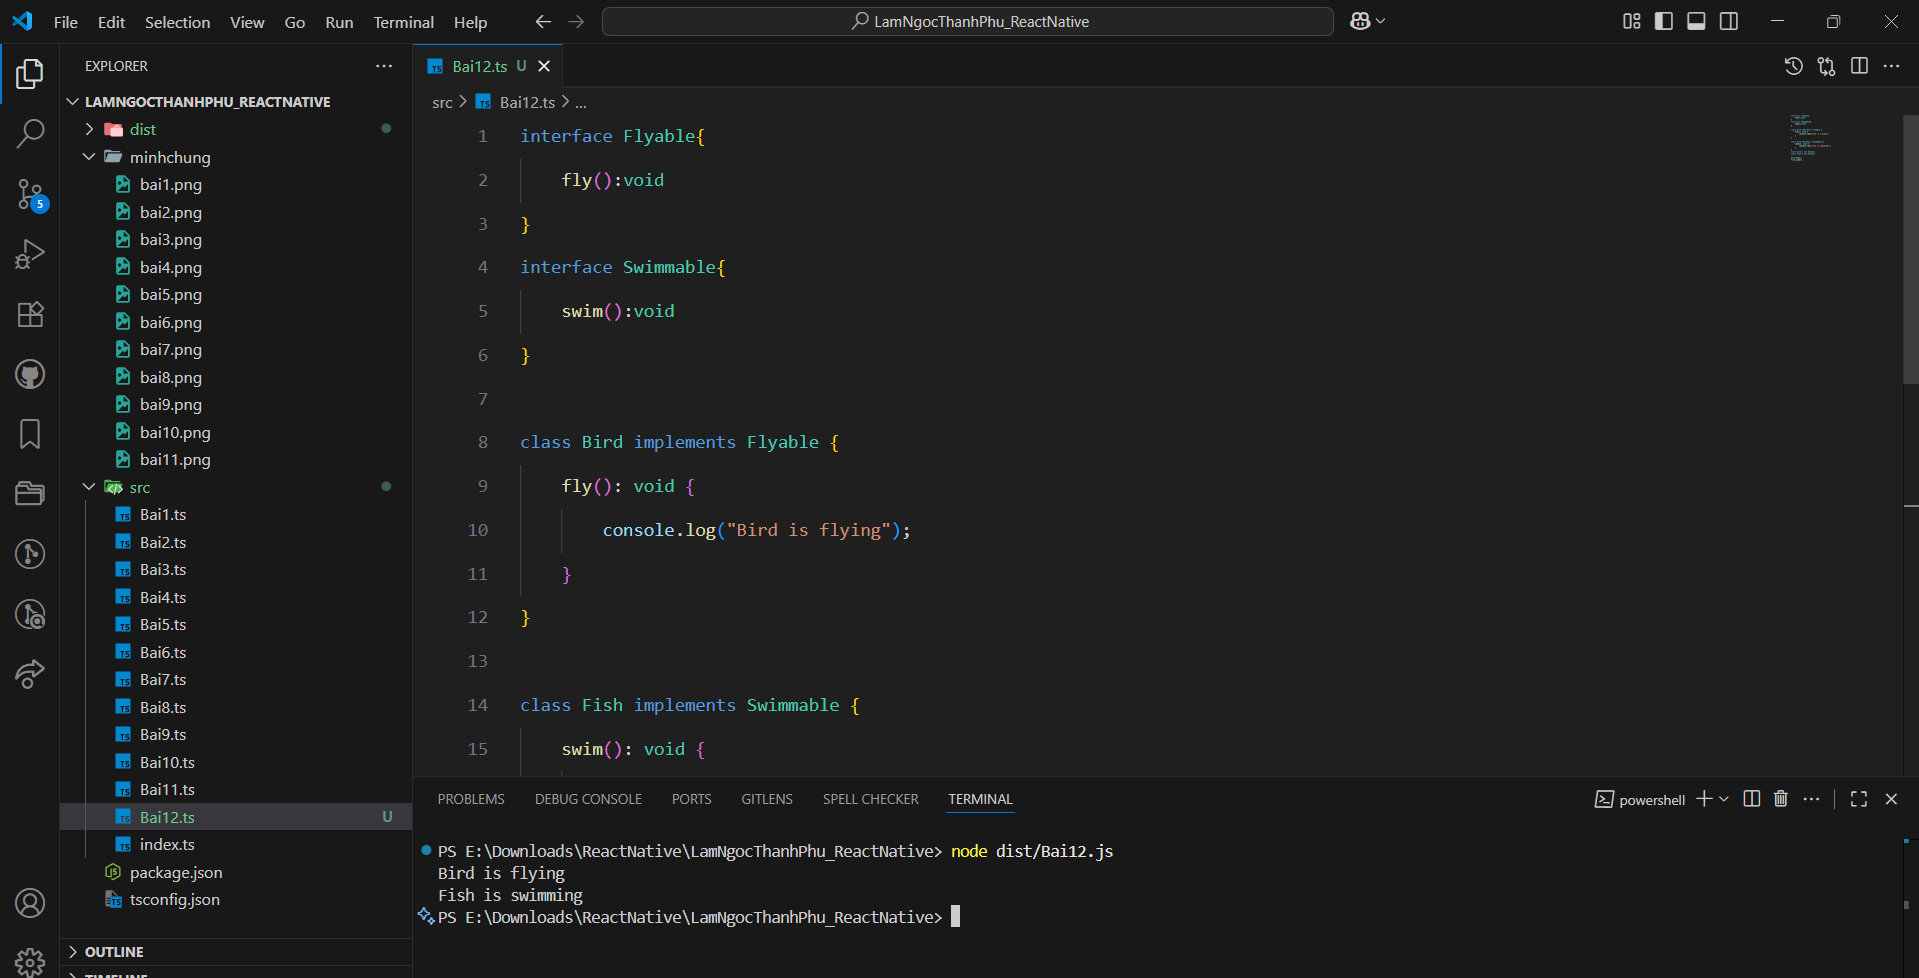 File Edit Selection View Go Run Terminal Help LamNgocThanhPhu_ReactNative
EXPLORER
LAMNGOCTHANHPHU_REACTNATIVE
dist
minhchung
bai1.png
bai2.png
bai3.png
bai4.png
bai5.png
bai6.png
bai7.png
bai8.png
bai9.png
bai10.png
bai11.png
src
Bai1.ts
Bai2.ts
Bai3.ts
Bai4.ts
Bai5.ts
Bai6.ts
Bai7.ts
Bai8.ts
Bai9.ts
Bai10.ts
Bai11.ts
Bai12.ts U
index.ts
package.json
tsconfig.json
OUTLINE
TIMELINE
5
Bai12.ts U
src > Bai12.ts > ...
1 interface Flyable{
2 fly():void
3 }
4 interface Swimmable{
5 swim():void
6 }
7
8 class Bird implements Flyable {
9 fly(): void {
10 console.log("Bird is flying");
11 }
12 }
13
14 class Fish implements Swimmable {
15 swim(): void {
PROBLEMS DEBUG CONSOLE PORTS GITLENS SPELL CHECKER TERMINAL powershell
PS E:\Downloads\ReactNative\LamNgocThanhPhu_ReactNative> node dist/Bai12.js
Bird is flying
Fish is swimming
PS E:\Downloads\ReactNative\LamNgocThanhPhu_ReactNative>